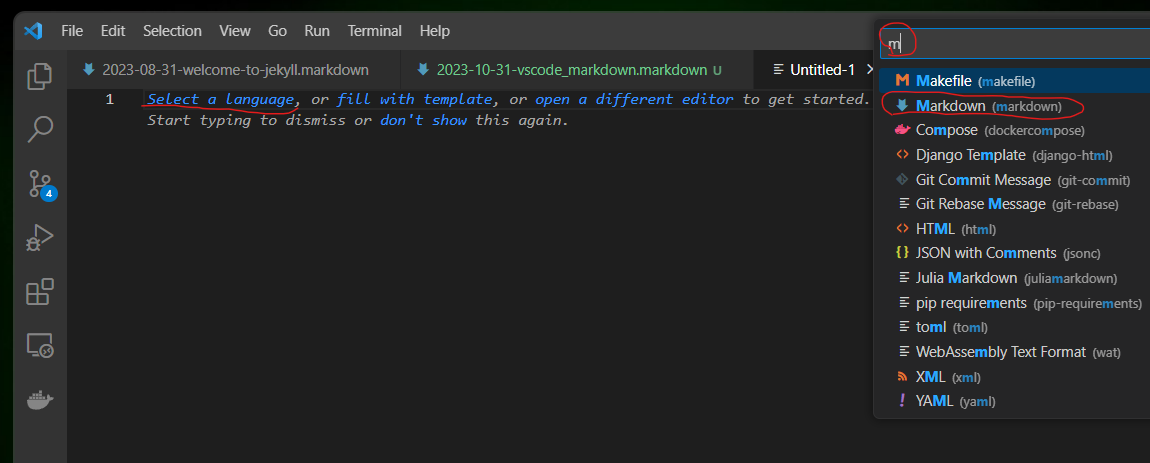 File Edit Selection View Go Run Terminal Help
m
2023-08-31-welcome-to-jekyll.markdown 2023-10-31-vscode_markdown.markdown U Untitled-1
1 Select a language, or fill with template, or open a different editor to get started.
Start typing to dismiss or don't show this again.
4
Makefile (makefile)
Markdown (markdown)
Compose (dockercompose)
Django Template (django-html)
Git Commit Message (git-commit)
Git Rebase Message (git-rebase)
HTML (html)
JSON with Comments (jsonc)
Julia Markdown (juliamarkdown)
pip requirements (pip-requirements)
toml (toml)
WebAssembly Text Format (wat)
XML (xml)
YAML (yaml)